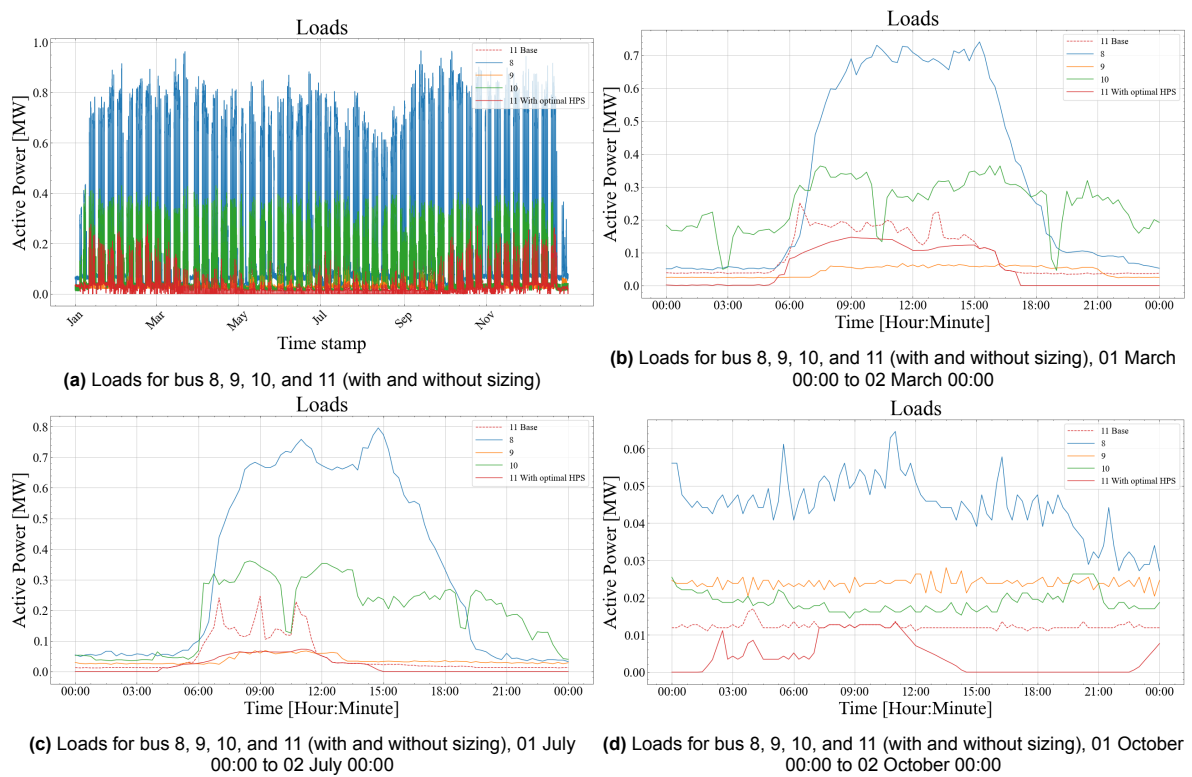 Loads
Active Power [MW]
1.0
0.8
0.6
0.4
0.2
0.0
11 Base
8
9
10
11 With optimal HPS
Jan
Mar
May
Jul
Sep
Nov
Time stamp
(a) Loads for bus 8, 9, 10, and 11 (with and without sizing)
Loads
Active Power [MW]
0.7
0.6
0.5
0.4
0.3
0.2
0.1
0.0
11 Base
8
9
10
11 With optimal HPS
00:00 03:00 06:00 09:00 12:00 15:00 18:00 21:00 00:00
Time [Hour:Minute]
(b) Loads for bus 8, 9, 10, and 11 (with and without sizing), 01 March
00:00 to 02 March 00:00
Loads
Active Power [MW]
0.8
0.7
0.6
0.5
0.4
0.3
0.2
0.1
0.0
11 Base
8
9
10
11 With optimal HPS
00:00 03:00 06:00 09:00 12:00 15:00 18:00 21:00 00:00
Time [Hour:Minute]
(c) Loads for bus 8, 9, 10, and 11 (with and without sizing), 01 July
00:00 to 02 July 00:00
Loads
Active Power [MW]
0.06
0.05
0.04
0.03
0.02
0.01
0.00
11 Base
8
9
10
11 With optimal HPS
00:00 03:00 06:00 09:00 12:00 15:00 18:00 21:00 00:00
Time [Hour:Minute]
(d) Loads for bus 8, 9, 10, and 11 (with and without sizing), 01 October
00:00 to 02 October 00:00